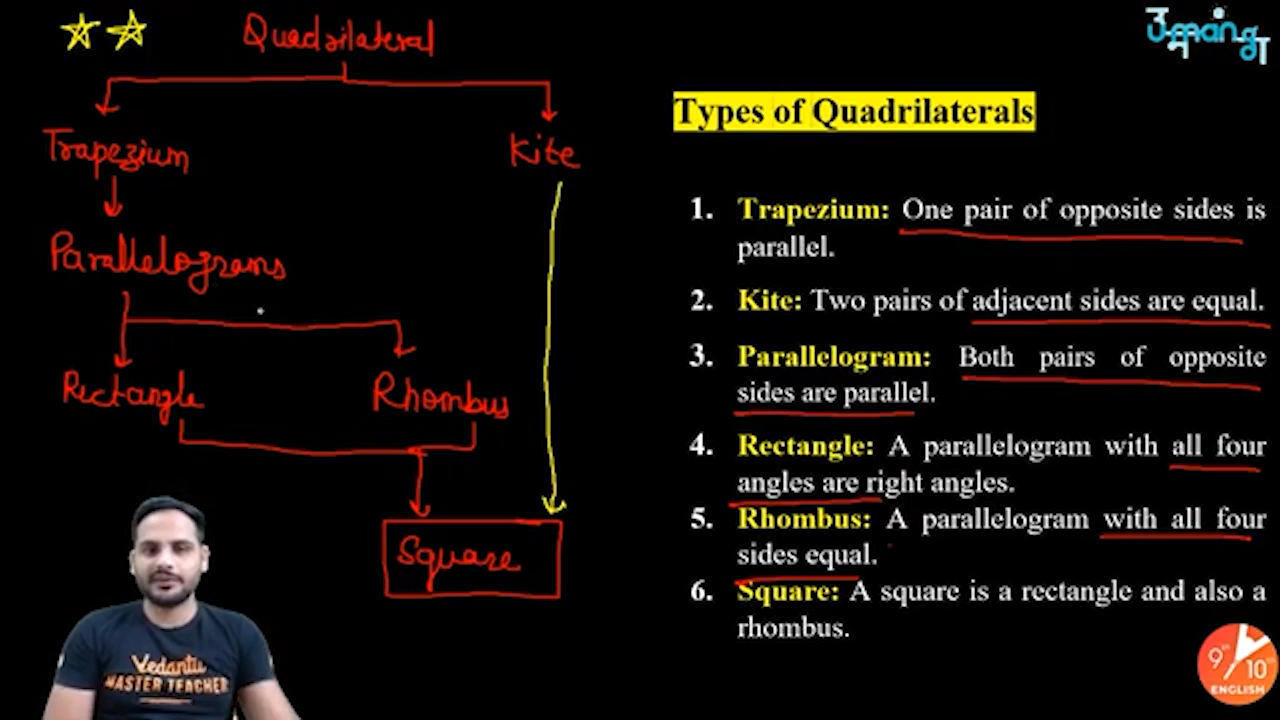 Quadrilateral
Trapezium
Kite
Parallelograms
Rectangle
Rhombus
Square
Types of Quadrilaterals
1. Trapezium: One pair of opposite sides is
parallel.
2. Kite: Two pairs of adjacent sides are equal.
3. Parallelogram: Both pairs of opposite
sides are parallel.
4. Rectangle: A parallelogram with all four
angles are right angles.
5. Rhombus: A parallelogram with all four
sides equal.
6. Square: A square is a rectangle and also a
rhombus.
Vedantu
MASTER TEACHER
9th 10th
ENGLISH